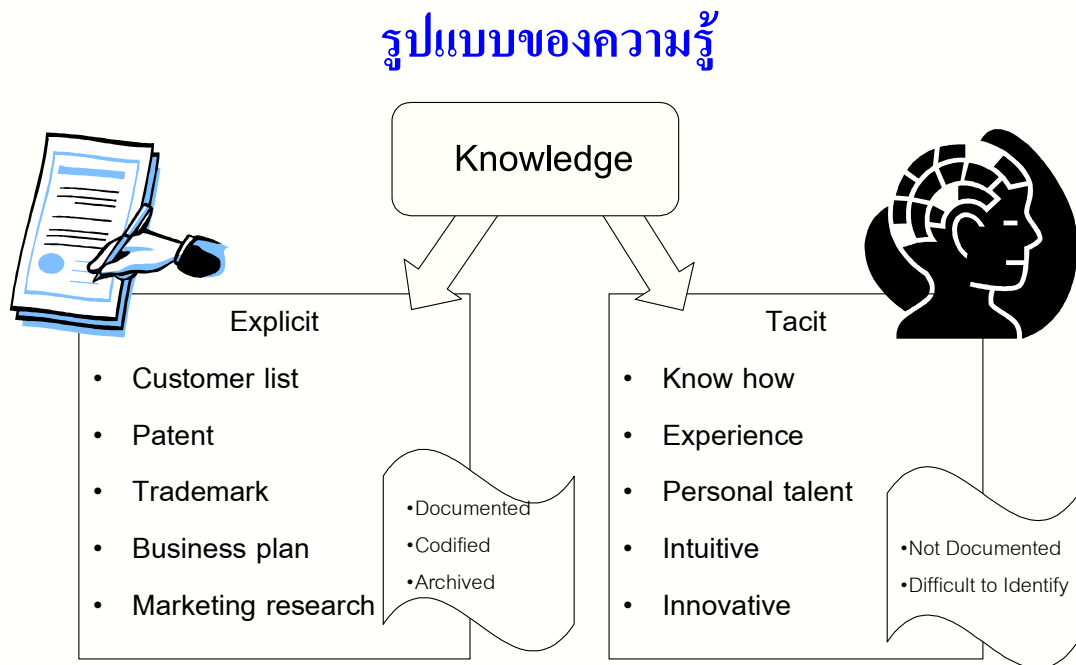 รูปแบบของความรู้
Knowledge
Explicit
• Customer list
• Patent
• Trademark
• Business plan
• Marketing research
•Documented
•Codified
•Archived
Tacit
• Know how
• Experience
• Personal talent
• Intuitive
• Innovative
•Not Documented
•Difficult to Identify